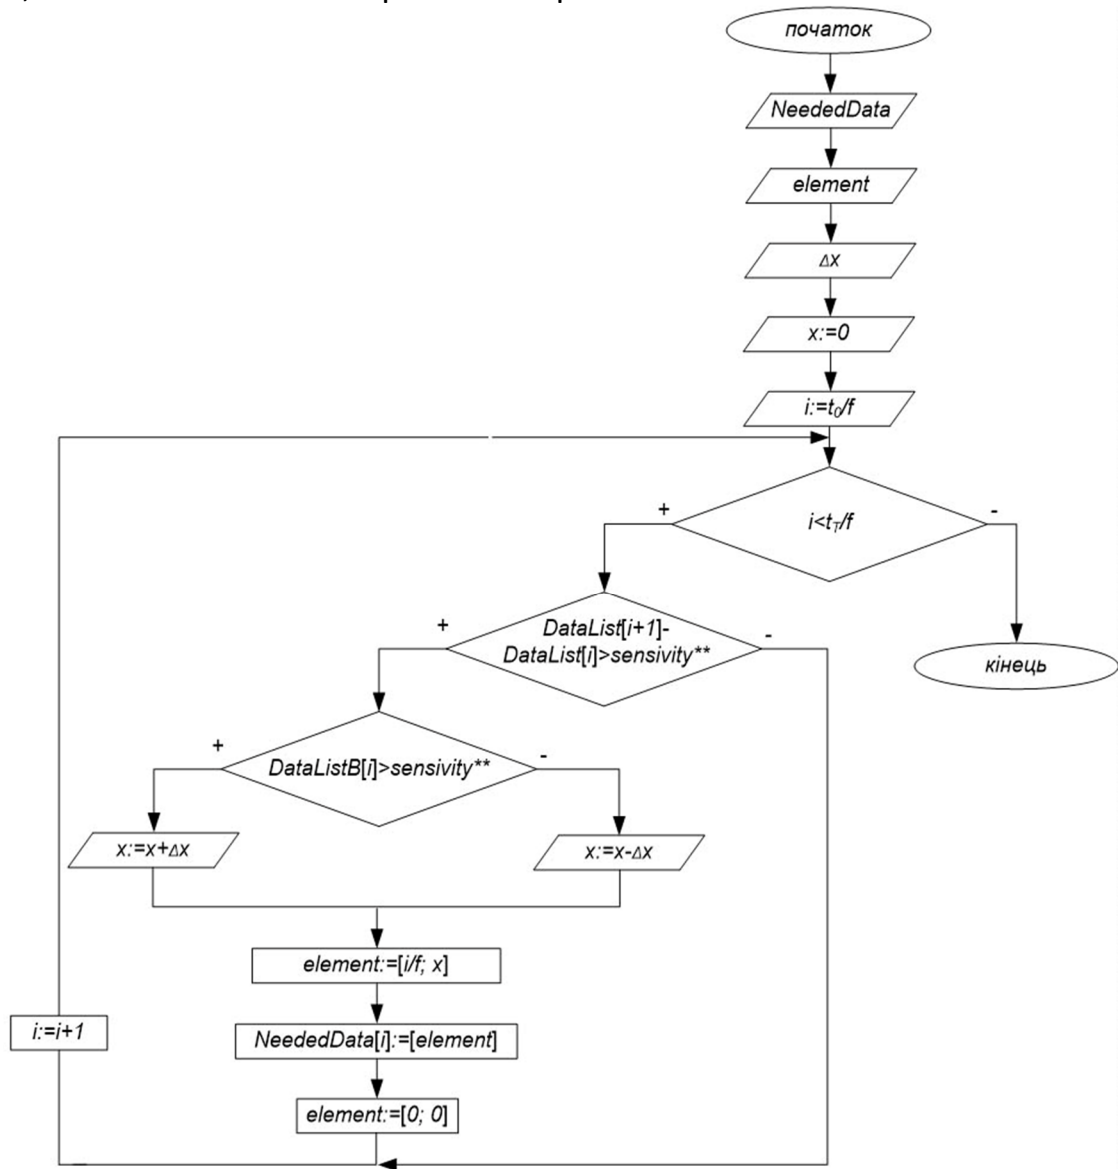 початок
NeededData
element
Δx
x:=0
i:=t₀/f
i<t_T/f
+
-
DataList[i+1]-
DataList[i]>sensivity**
+
-
кінець
DataListB[i]>sensivity**
+
-
x:=x+Δx
x:=x-Δx
element:=[i/f; x]
i:=i+1
NeededData[i]:=[element]
element:=[0; 0]